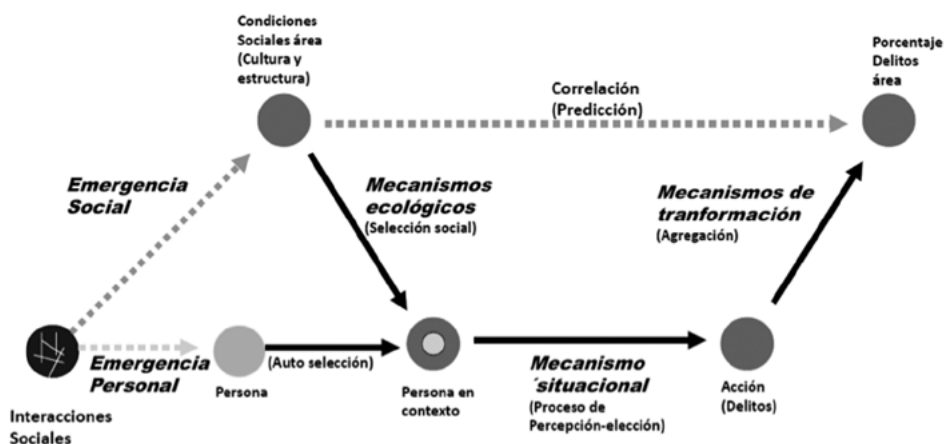 Condiciones
Sociales área
(Cultura y
estructura)
Porcentaje
Delitos
área
Correlación
(Predicción)
Emergencia
Social
Mecanismos
ecológicos
(Selección social)
Mecanismos de
tranformación
(Agregación)
Emergencia
Personal
(Auto selección)
Persona
Persona en
contexto
Mecanismo
´situacional
(Proceso de
Percepción-elección)
Acción
(Delitos)
Interacciones
Sociales